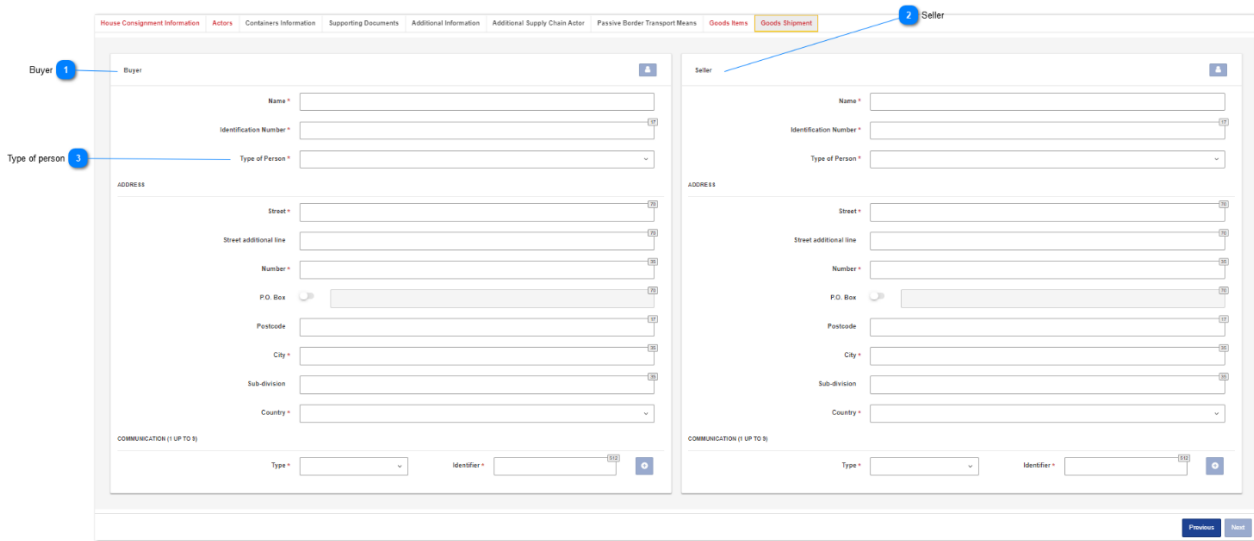 House Consignment Information Actors Containers Information Supporting Documents Additional Information Additional Supply Chain Actor Passive Border Transport Means Goods Items Goods Shipment
2 Seller
Buyer 1
Buyer
Name *
Identification Number *
17
Type of person 3
Type of Person *
ADDRESS
Street *
70
Street additional line
70
Number *
35
P.O. Box
70
Postcode
17
City *
35
Sub-division
35
Country *
COMMUNICATION (1 UP TO 9)
Type *
Identifier *
512
Seller
Name *
Identification Number *
17
Type of Person *
ADDRESS
Street *
70
Street additional line
70
Number *
35
P.O. Box
70
Postcode
17
City *
35
Sub-division
35
Country *
COMMUNICATION (1 UP TO 9)
Type *
Identifier *
512
Previous Next